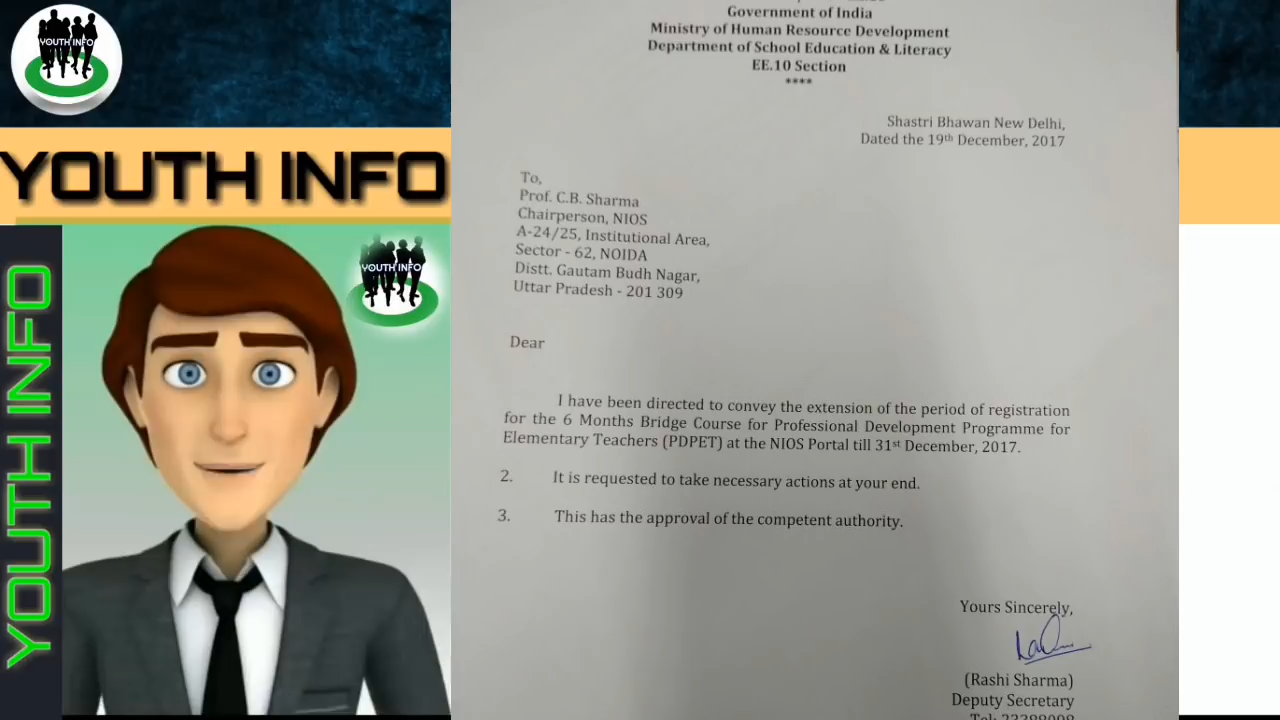 YOUTH INFO
YOUTH INFO
YOUTH INFO
YOUTH INFO
Government of India
Ministry of Human Resource Development
Department of School Education & Literacy
EE.10 Section
****
Shastri Bhawan New Delhi,
Dated the 19th December, 2017
To,
Prof. C.B. Sharma
Chairperson, NIOS
A-24/25, Institutional Area,
Sector - 62, NOIDA
Distt. Gautam Budh Nagar,
Uttar Pradesh - 201 309
Dear
I have been directed to convey the extension of the period of registration
for the 6 Months Bridge Course for Professional Development Programme for
Elementary Teachers (PDPET) at the NIOS Portal till 31st December, 2017.
2. It is requested to take necessary actions at your end.
3. This has the approval of the competent authority.
Yours Sincerely,
(Rashi Sharma)
Deputy Secretary